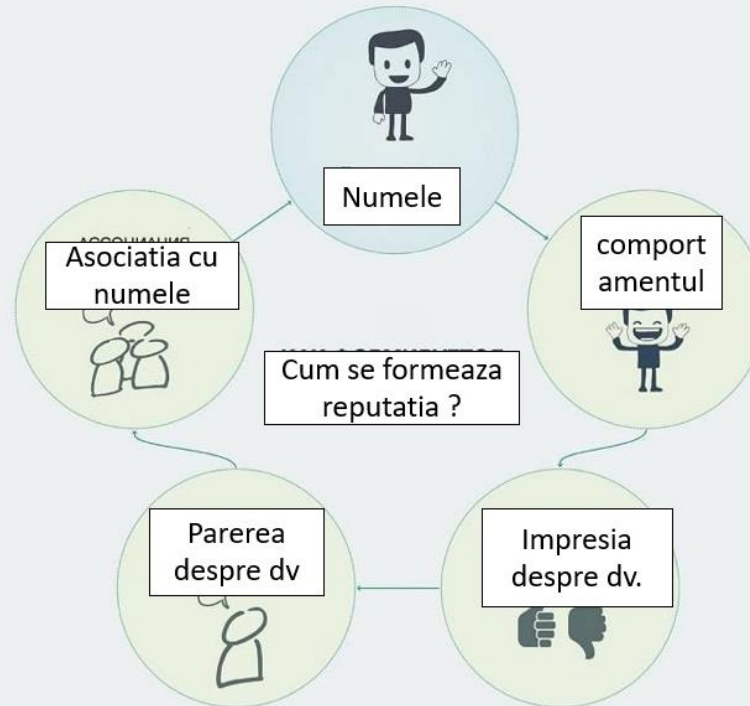 Numele
comport
amentul
Impresia
despre dv.
Parerea
despre dv
Asociatia cu
numele
Cum se formeaza
reputatia ?